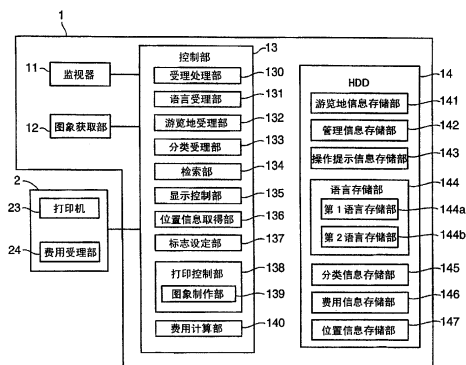 1
11
监视器
12
图象获取部
2
23
打印机
24
费用受理部
控制部
13
受理处理部
130
语言受理部
131
游览地受理部
132
分类受理部
133
检索部
134
显示控制部
135
位置信息取得部
136
标志设定部
137
打印控制部
138
图象制作部
139
费用计算部
140
HDD
14
游览地信息存储部
141
管理信息存储部
142
操作提示信息存储部
143
语言存储部
144
第1语言存储部
144a
第2语言存储部
144b
分类信息存储部
145
费用信息存储部
146
位置信息存储部
147